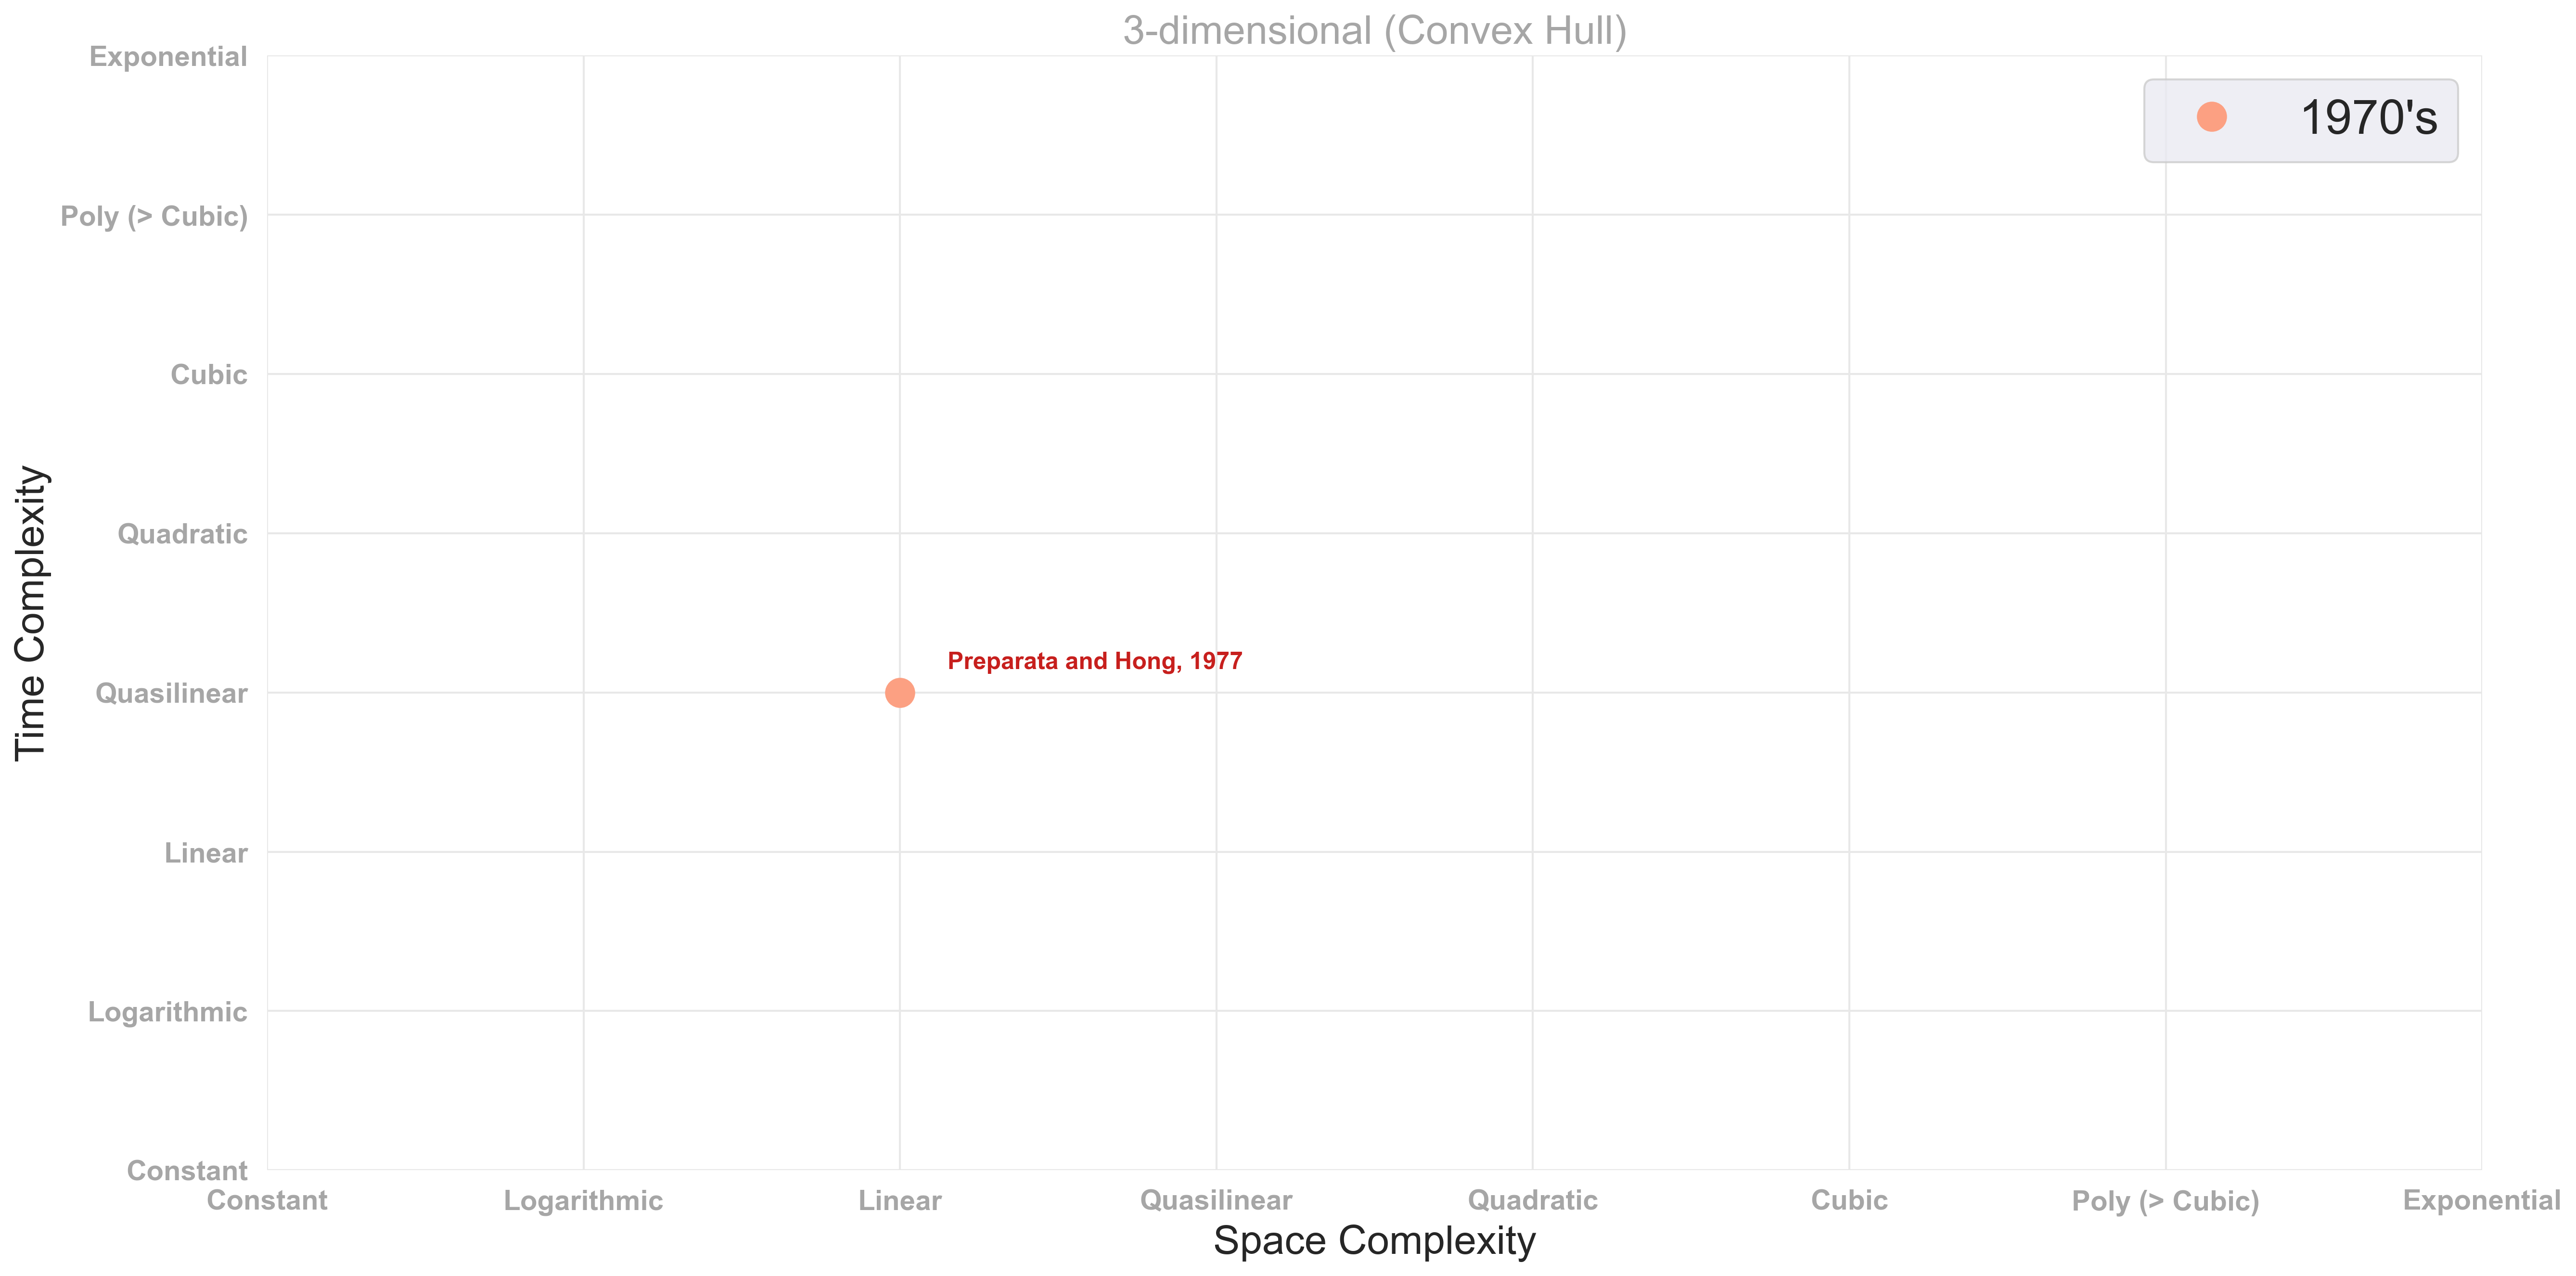 3-dimensional (Convex Hull)
1970's
Exponential
Poly (> Cubic)
Cubic
Quadratic
Quasilinear
Linear
Logarithmic
Constant
Time Complexity
Preparata and Hong, 1977
Constant
Logarithmic
Linear
Quasilinear
Quadratic
Cubic
Poly (> Cubic)
Exponential
Space Complexity